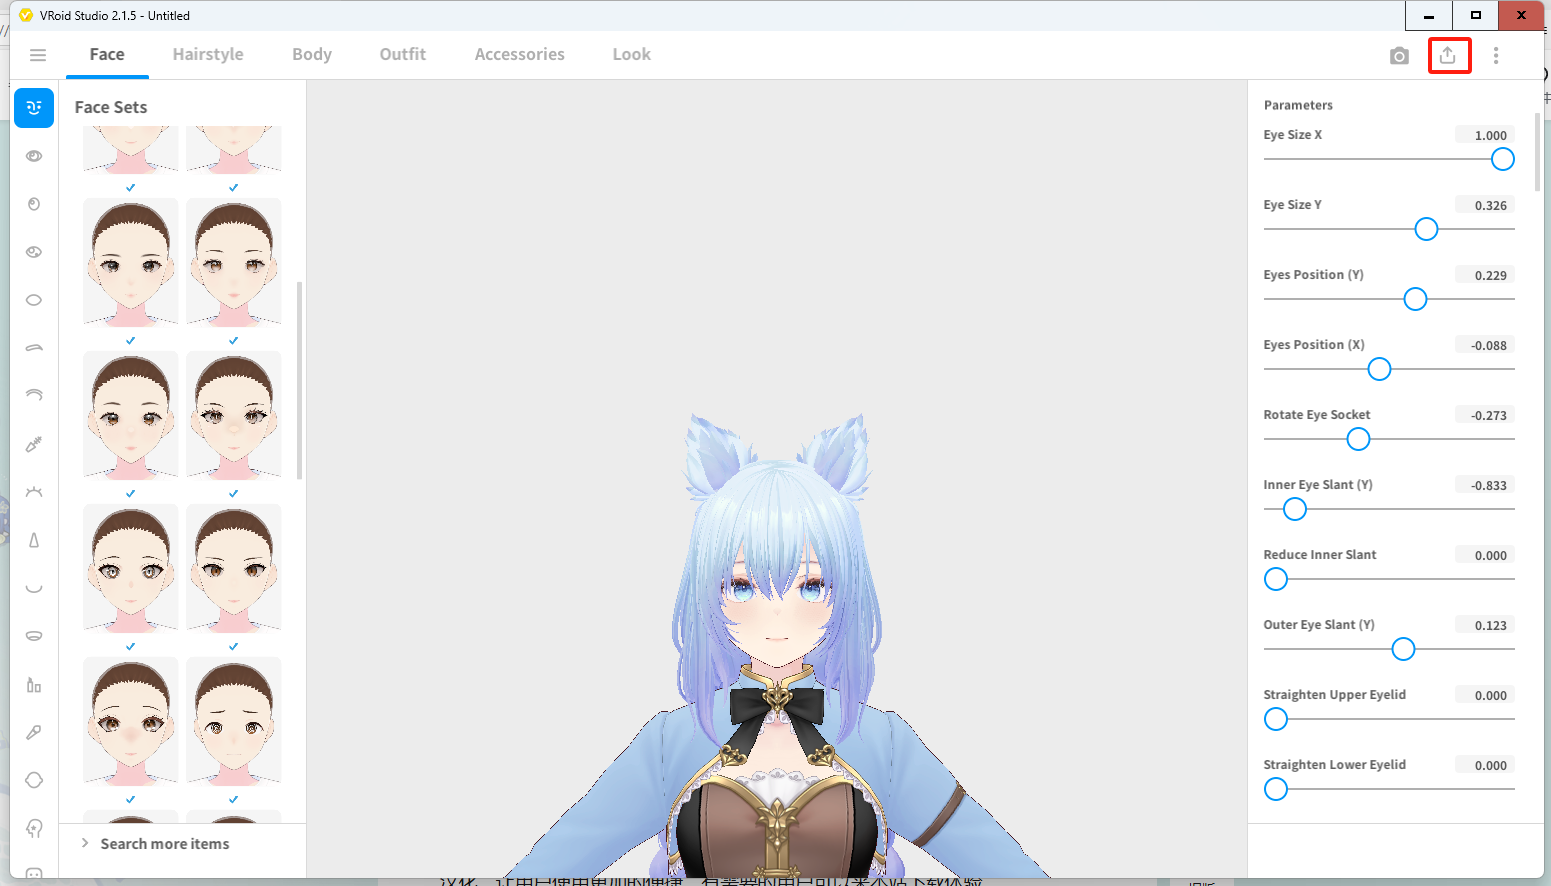 VRoid Studio 2.1.5 - Untitled
Face
Hairstyle
Body
Outfit
Accessories
Look
Face Sets
Search more items
Parameters
Eye Size X
1.000
Eye Size Y
0.326
Eyes Position (Y)
0.229
Eyes Position (X)
-0.088
Rotate Eye Socket
-0.273
Inner Eye Slant (Y)
-0.833
Reduce Inner Slant
0.000
Outer Eye Slant (Y)
0.123
Straighten Upper Eyelid
0.000
Straighten Lower Eyelid
0.000